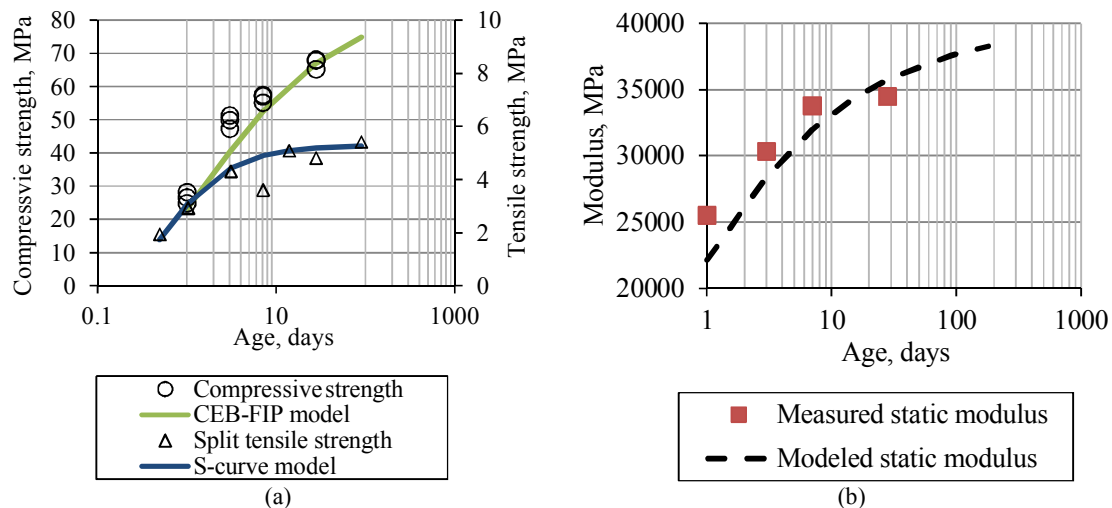 Compressvie strength, MPa
80
70
60
50
40
30
20
10
0
0.1
10
1000
Age, days
10
8
6
4
2
0
Tensile strength, MPa
Compressive strength
CEB-FIP model
Split tensile strength
S-curve model
(a)
Modulus, MPa
40000
35000
30000
25000
20000
1
10
100
1000
Age, days
Measured static modulus
Modeled static modulus
(b)